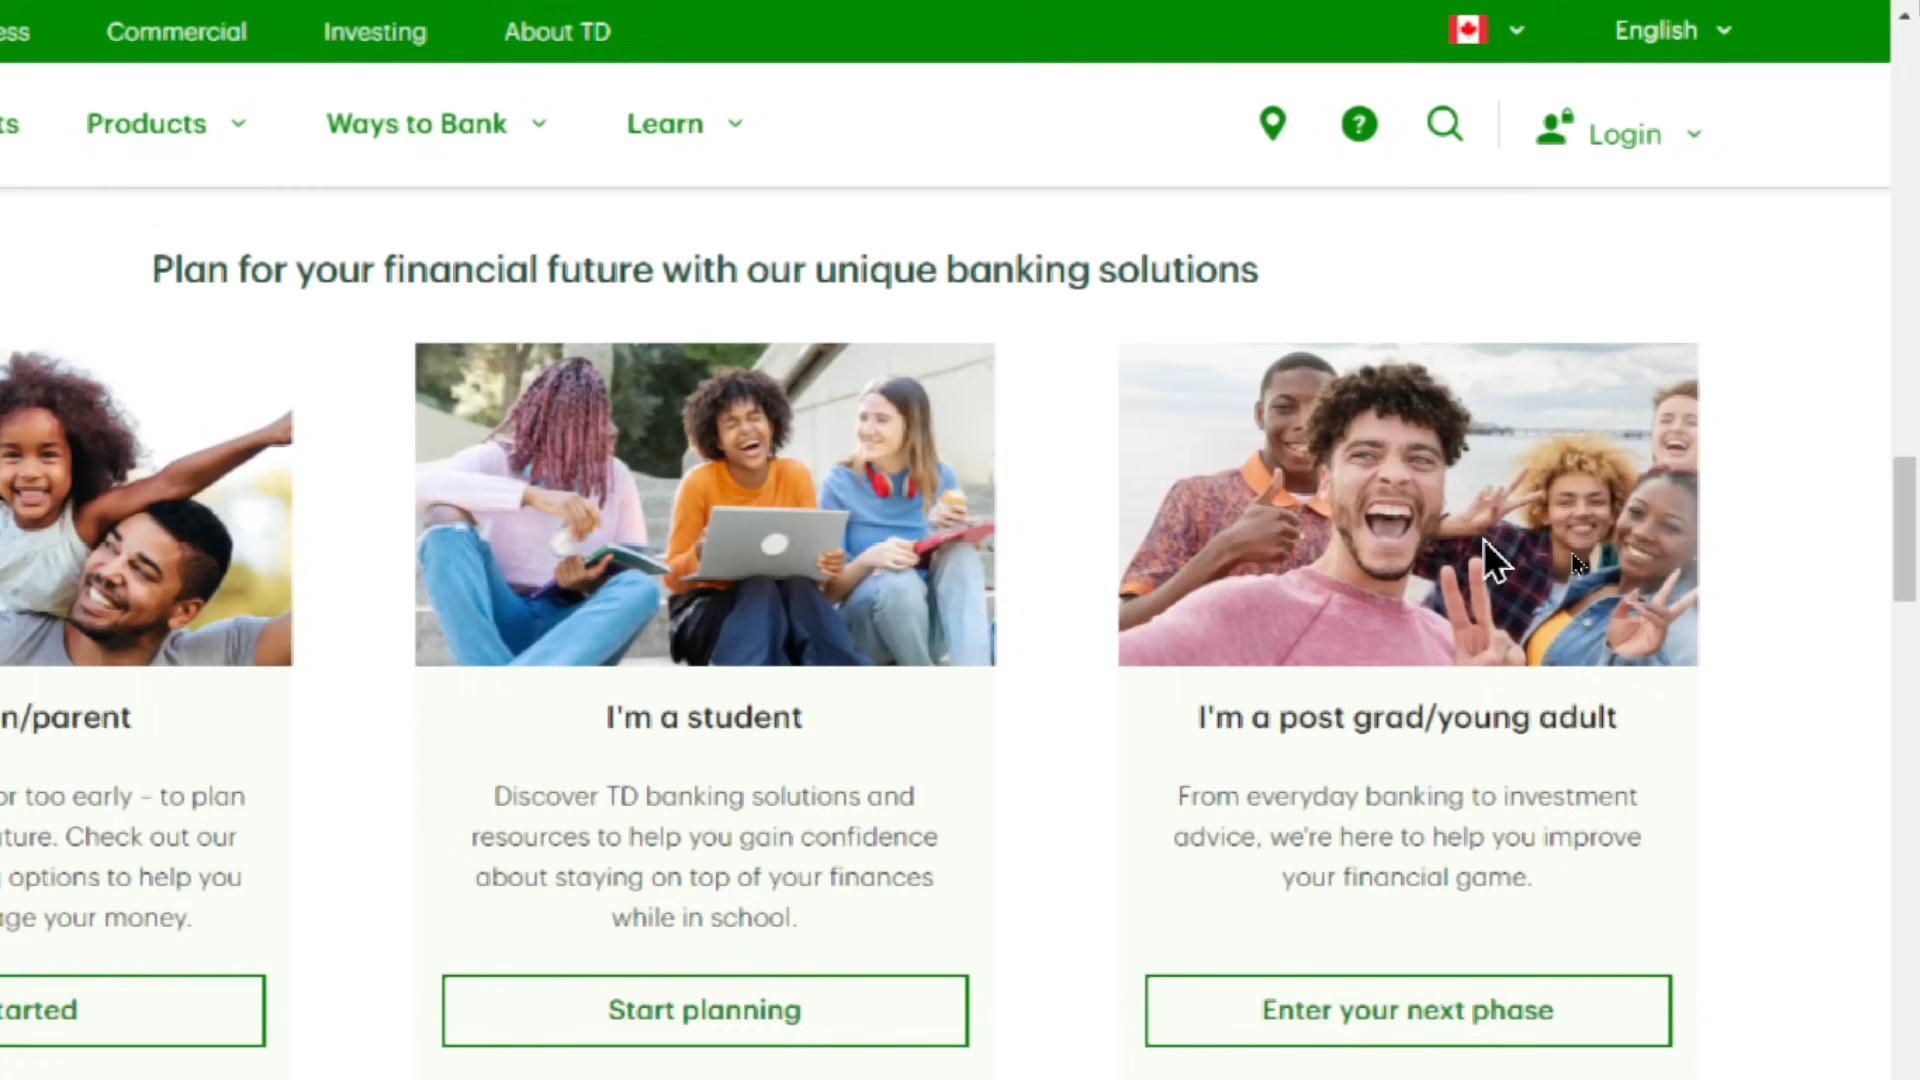 Commercial Investing About TD English
Products Ways to Bank Learn ? Login
Plan for your financial future with our unique banking solutions
n/parent
or too early – to plan
ture. Check out our
options to help you
age your money.
tarted
I'm a student
Discover TD banking solutions and
resources to help you gain confidence
about staying on top of your finances
while in school.
Start planning
I'm a post grad/young adult
From everyday banking to investment
advice, we're here to help you improve
your financial game.
Enter your next phase